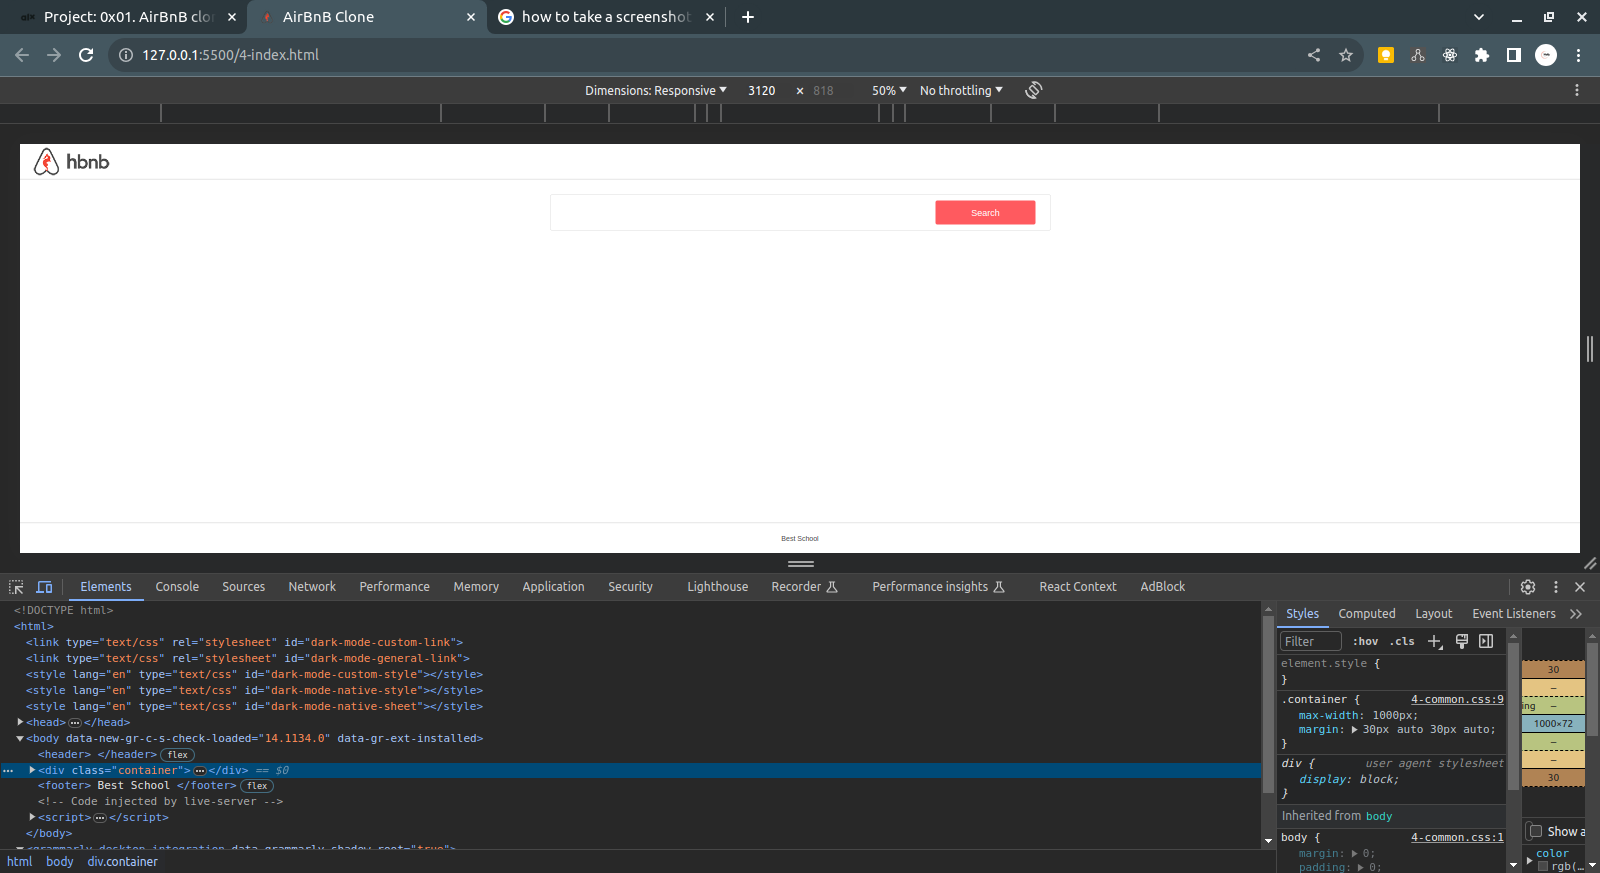 Project: 0x01. AirBnB clo
AirBnB Clone
how to take a screenshot
127.0.0.1:5500/4-index.html
Dimensions: Responsive 3120 × 818 50% No throttling
hbnb
Search
Best School
Elements Console Sources Network Performance Memory Application Security Lighthouse Recorder Performance insights React Context AdBlock
<!DOCTYPE html>
<html>
<link type="text/css" rel="stylesheet" id="dark-mode-custom-link">
<link type="text/css" rel="stylesheet" id="dark-mode-general-link">
<style lang="en" type="text/css" id="dark-mode-custom-style"></style>
<style lang="en" type="text/css" id="dark-mode-native-style"></style>
<style lang="en" type="text/css" id="dark-mode-native-sheet"></style>
<head>…</head>
<body data-new-gr-c-s-check-loaded="14.1134.0" data-gr-ext-installed>
<header> </header> flex
<div class="container">…</div> == $0
<footer> Best School </footer> flex
<!-- Code injected by live-server -->
<script>…</script>
</body>
<grammarly-desktop-integration data-grammarly-shadow-root="true">
html body div.container
Styles Computed Layout Event Listeners
Filter :hov .cls
element.style {
}
.container { 4-common.css:9
max-width: 1000px;
margin: 30px auto 30px auto;
}
div { user agent stylesheet
display: block;
}
Inherited from body
body { 4-common.css:1
margin: 0;
padding: 0;
30
–
ing –
1000×72
–
–
30
Show a
color
rgb(…